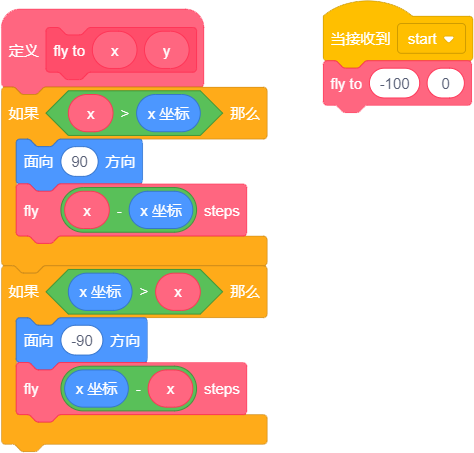 定义 fly to x y
如果 x > x 坐标 那么
面向 90 方向
fly x - x 坐标 steps
如果 x 坐标 > x 那么
面向 -90 方向
fly x 坐标 - x steps
当接收到 start
fly to -100 0